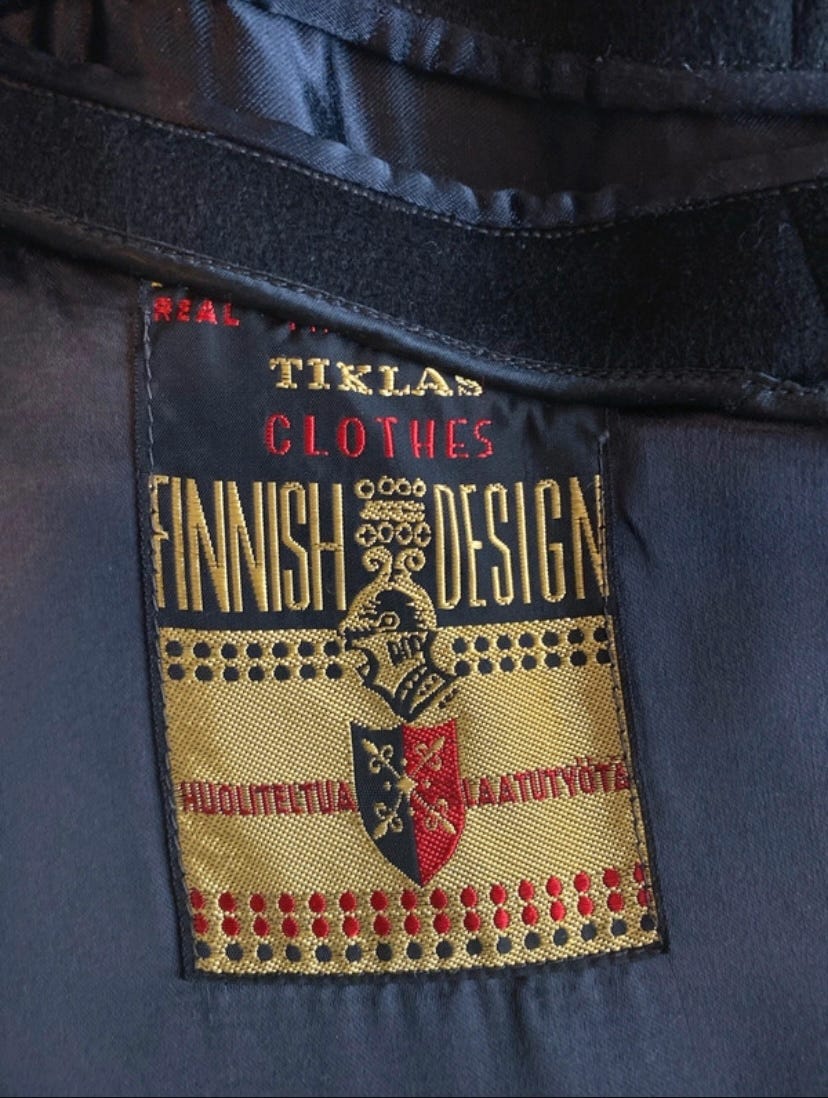 REAL
TIKLAS
CLOTHES
FINNISH DESIGN
HUOLITELTUA LAATUTYÖTÄ